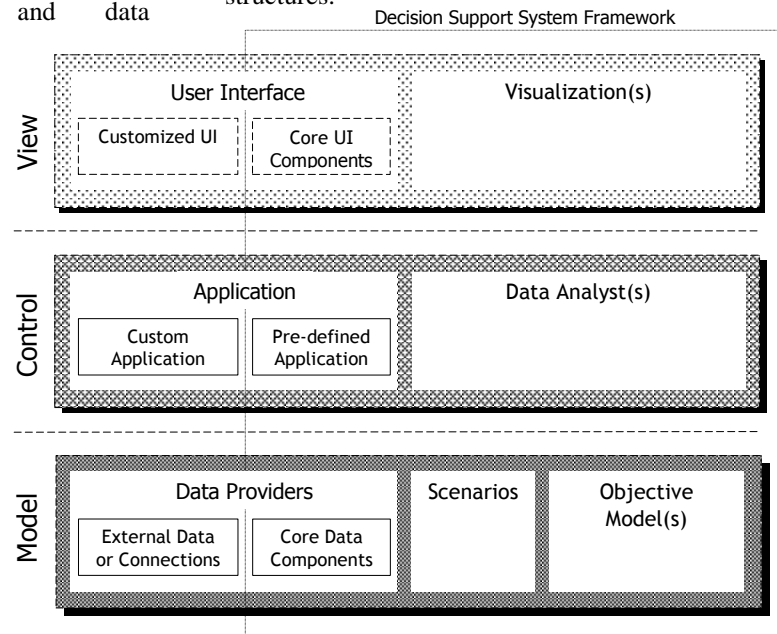 and data
structures.
Decision Support System Framework
View
User Interface
Customized UI
Core UI
Components
Visualization(s)
Control
Application
Custom
Application
Pre-defined
Application
Data Analyst(s)
Model
Data Providers
External Data
or Connections
Core Data
Components
Scenarios
Objective
Model(s)